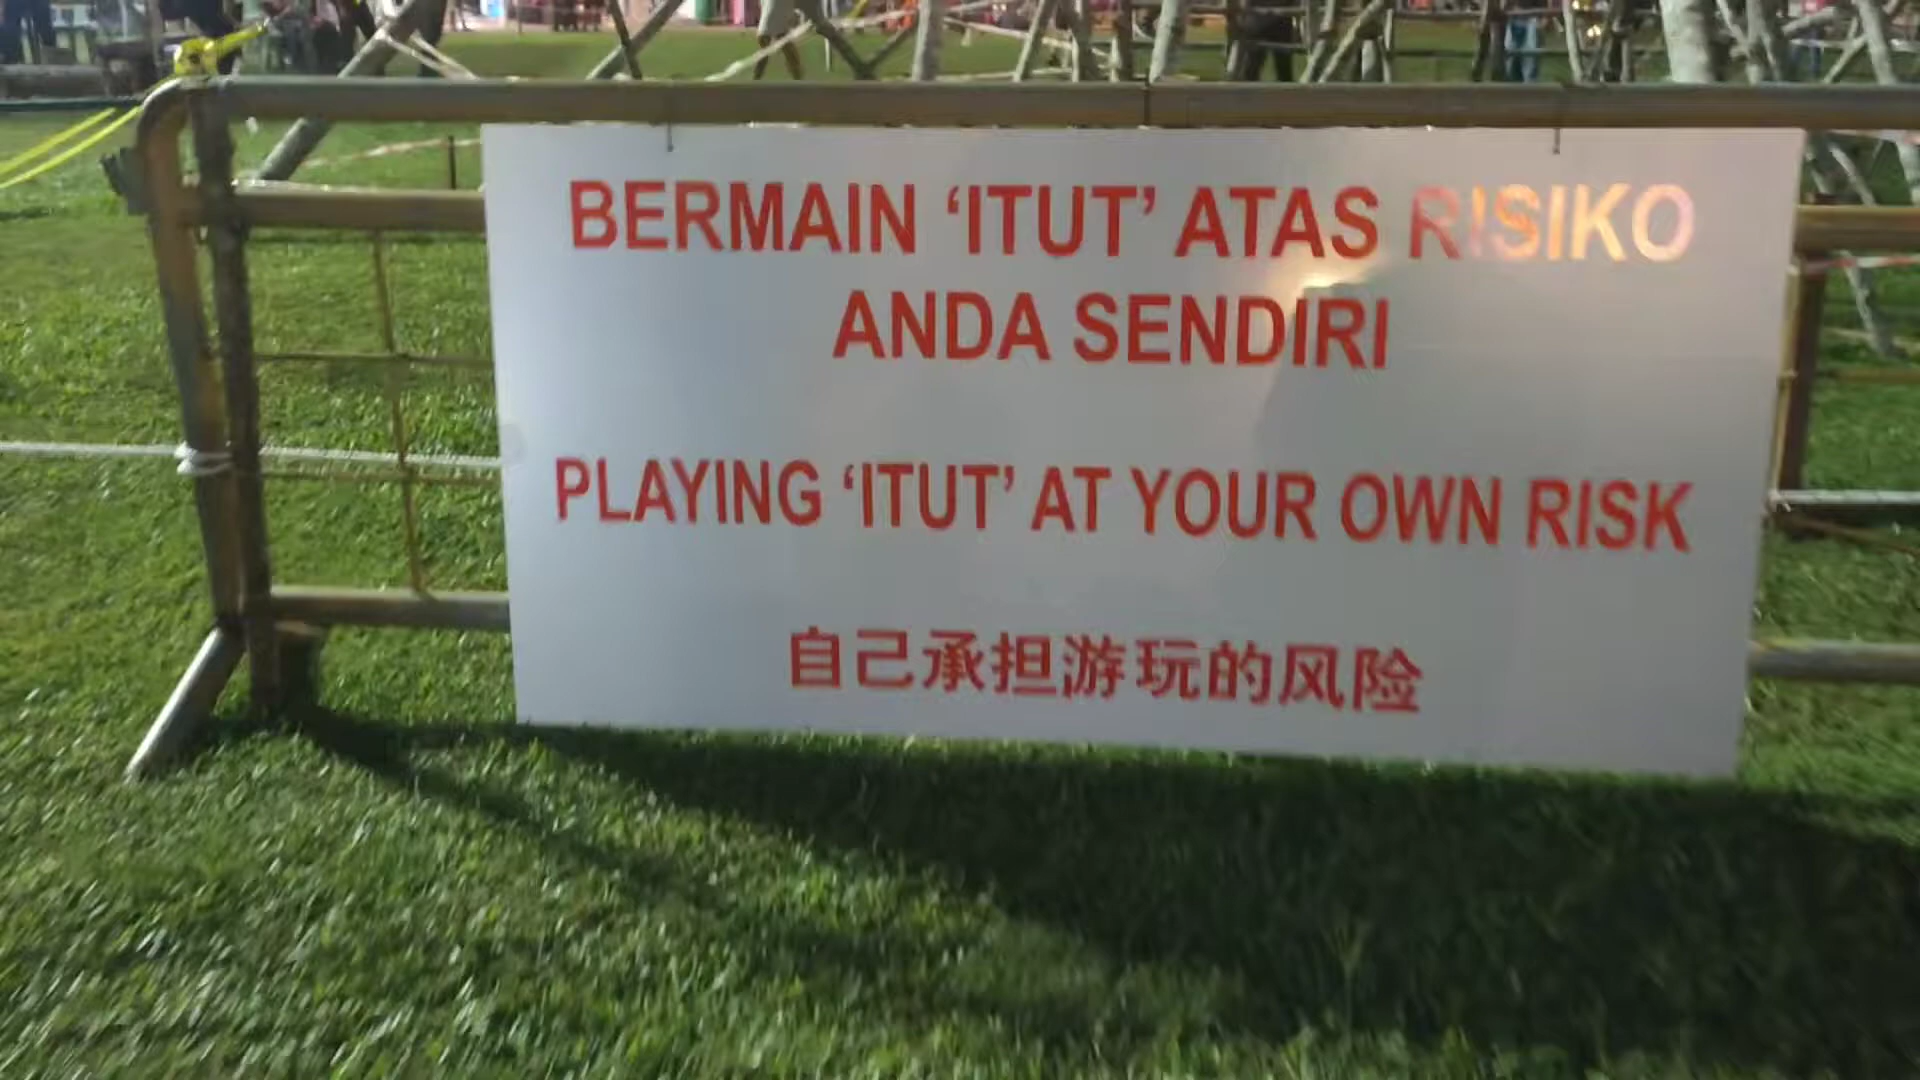 BERMAIN ‘ITUT’ ATAS RISIKO
ANDA SENDIRI
PLAYING ‘ITUT’ AT YOUR OWN RISK
自己承担游玩的风险